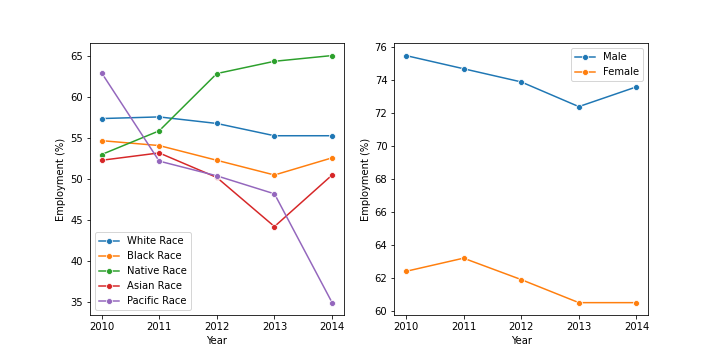 65
60
55
50
45
40
35
Employment (%)
2010 2011 2012 2013 2014
Year
White Race
Black Race
Native Race
Asian Race
Pacific Race
76
74
72
70
68
66
64
62
60
Employment (%)
2010 2011 2012 2013 2014
Year
Male
Female